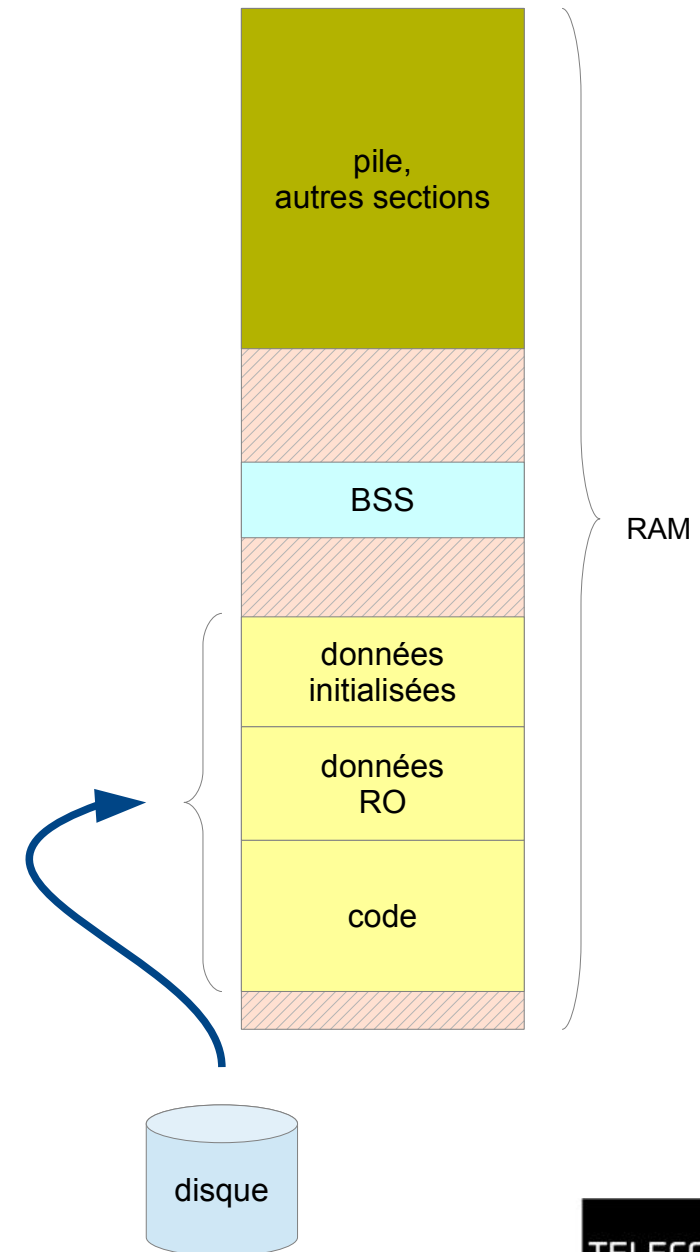 pile,
autres sections
BSS
RAM
données
initialisées
données
RO
code
disque